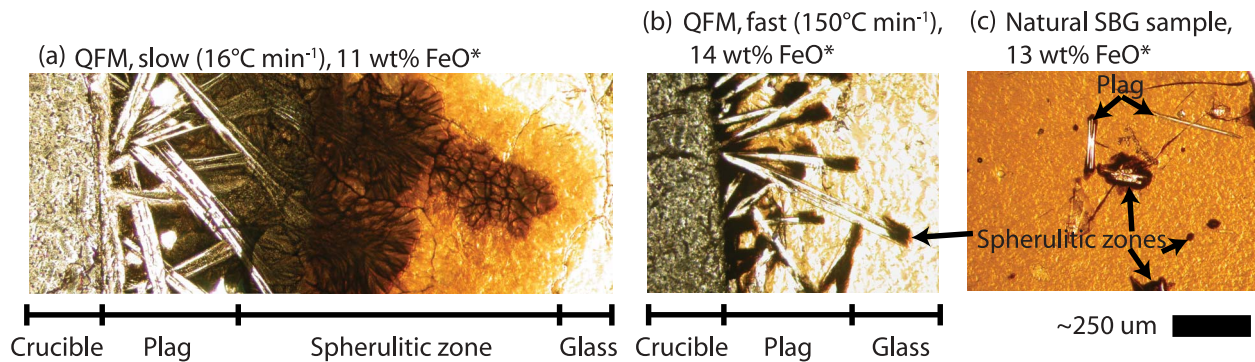 (a) QFM, slow (16°C min⁻¹), 11 wt% FeO*
(b) QFM, fast (150°C min⁻¹),
14 wt% FeO*
(c) Natural SBG sample,
13 wt% FeO*
Plag
Spherulitic zones
Crucible
Plag
Spherulitic zone
Glass
Crucible
Plag
Glass
~250 um